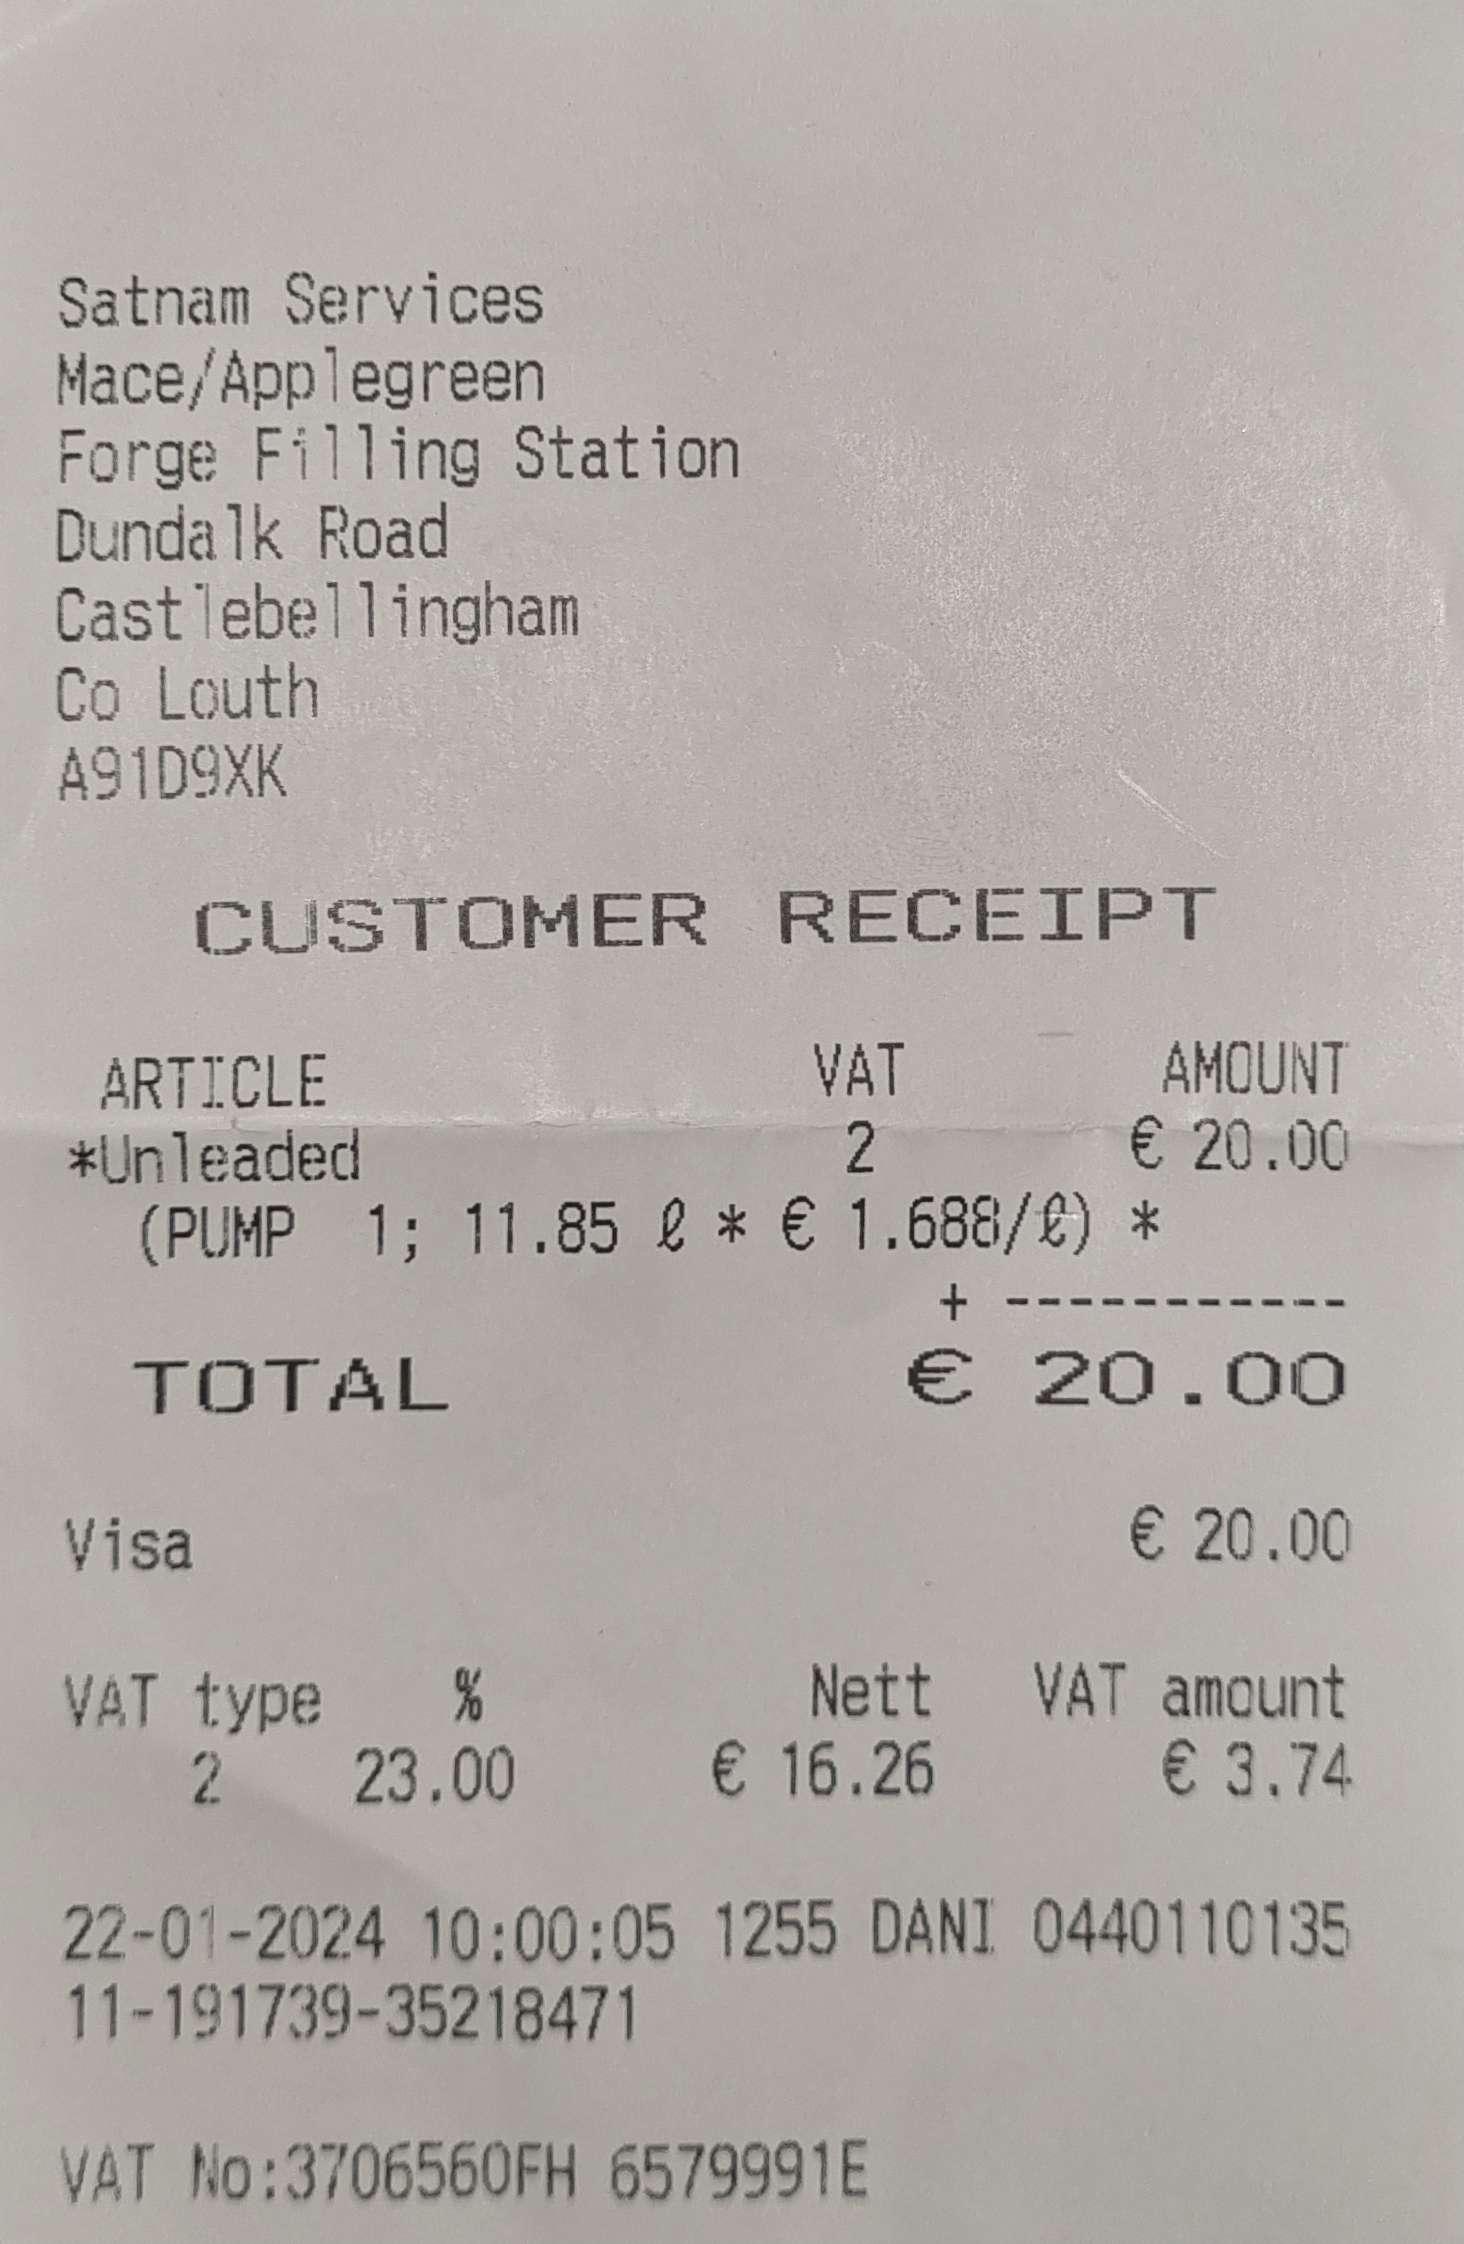 Satnam Services
Mace/Applegreen
Forge Filling Station
Dundalk Road
Castlebellingham
Co Louth
A91D9XK
CUSTOMER RECEIPT
ARTICLE VAT AMOUNT
*Unleaded 2 € 20.00
(PUMP 1; 11.85 ℓ * € 1.688/ℓ) *
+ -----------
TOTAL € 20.00
Visa € 20.00
VAT type % Nett VAT amount
2 23.00 € 16.26 € 3.74
22-01-2024 10:00:05 1255 DANI 0440110135
11-191739-35218471
VAT No:3706560FH 6579991E